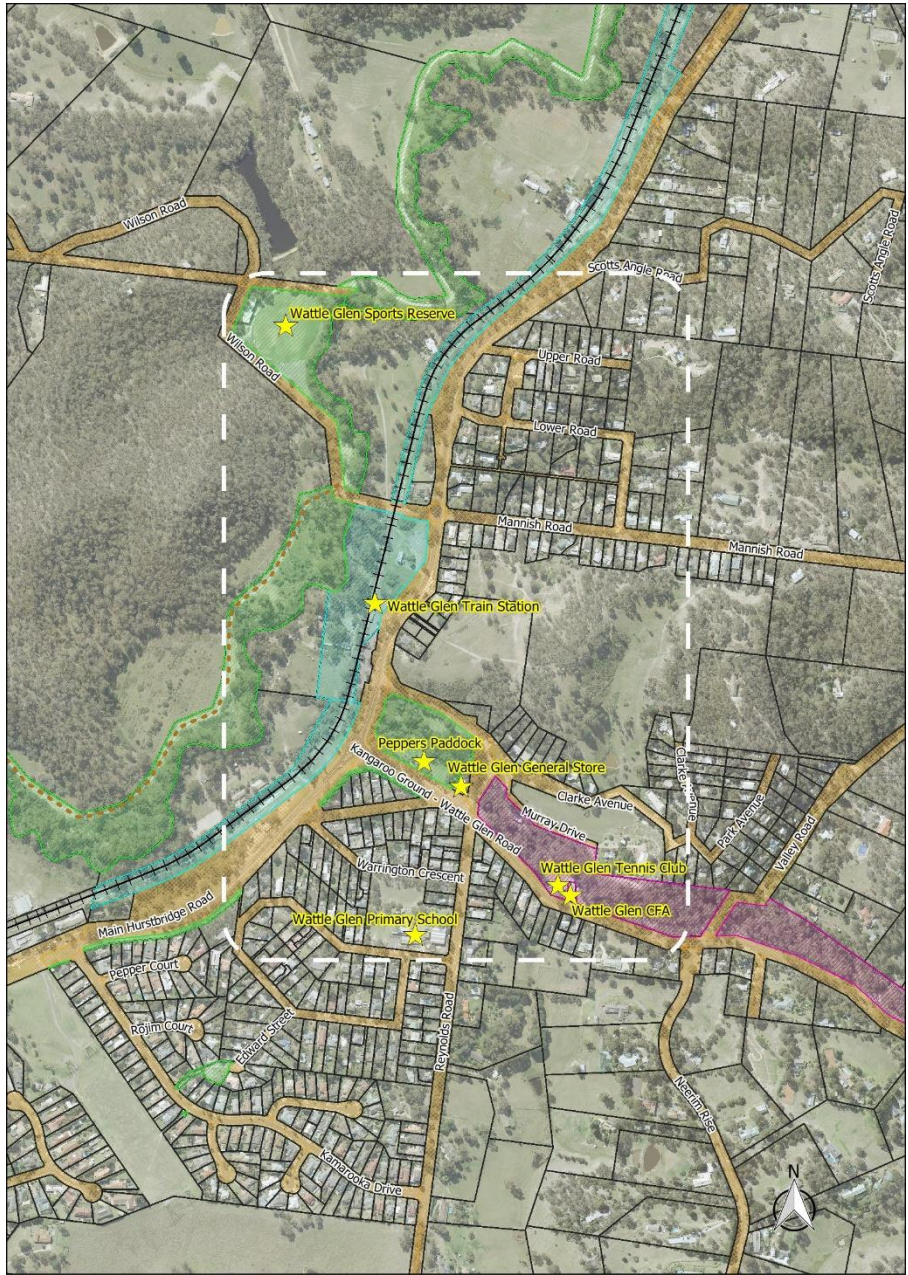 Wilson Road
Scotts Angle Road
Scotts Angle Road
Wattle Glen Sports Reserve
Wilson Road
Upper Road
Lower Road
Mannish Road
Mannish Road
Wattle Glen Train Station
Peppers Paddock
Kangaroo Ground - Wattle Glen Road
Wattle Glen General Store
Clarke Avenue
Clarke Avenue
Murray Drive
Park Avenue
Valley Road
Warrington Crescent
Wattle Glen Tennis Club
Wattle Glen CFA
Main Hurstbridge Road
Wattle Glen Primary School
Pepper Court
Rojim Court
Edward Street
Reynolds Road
Neerim Rise
Kamarooka Drive
N